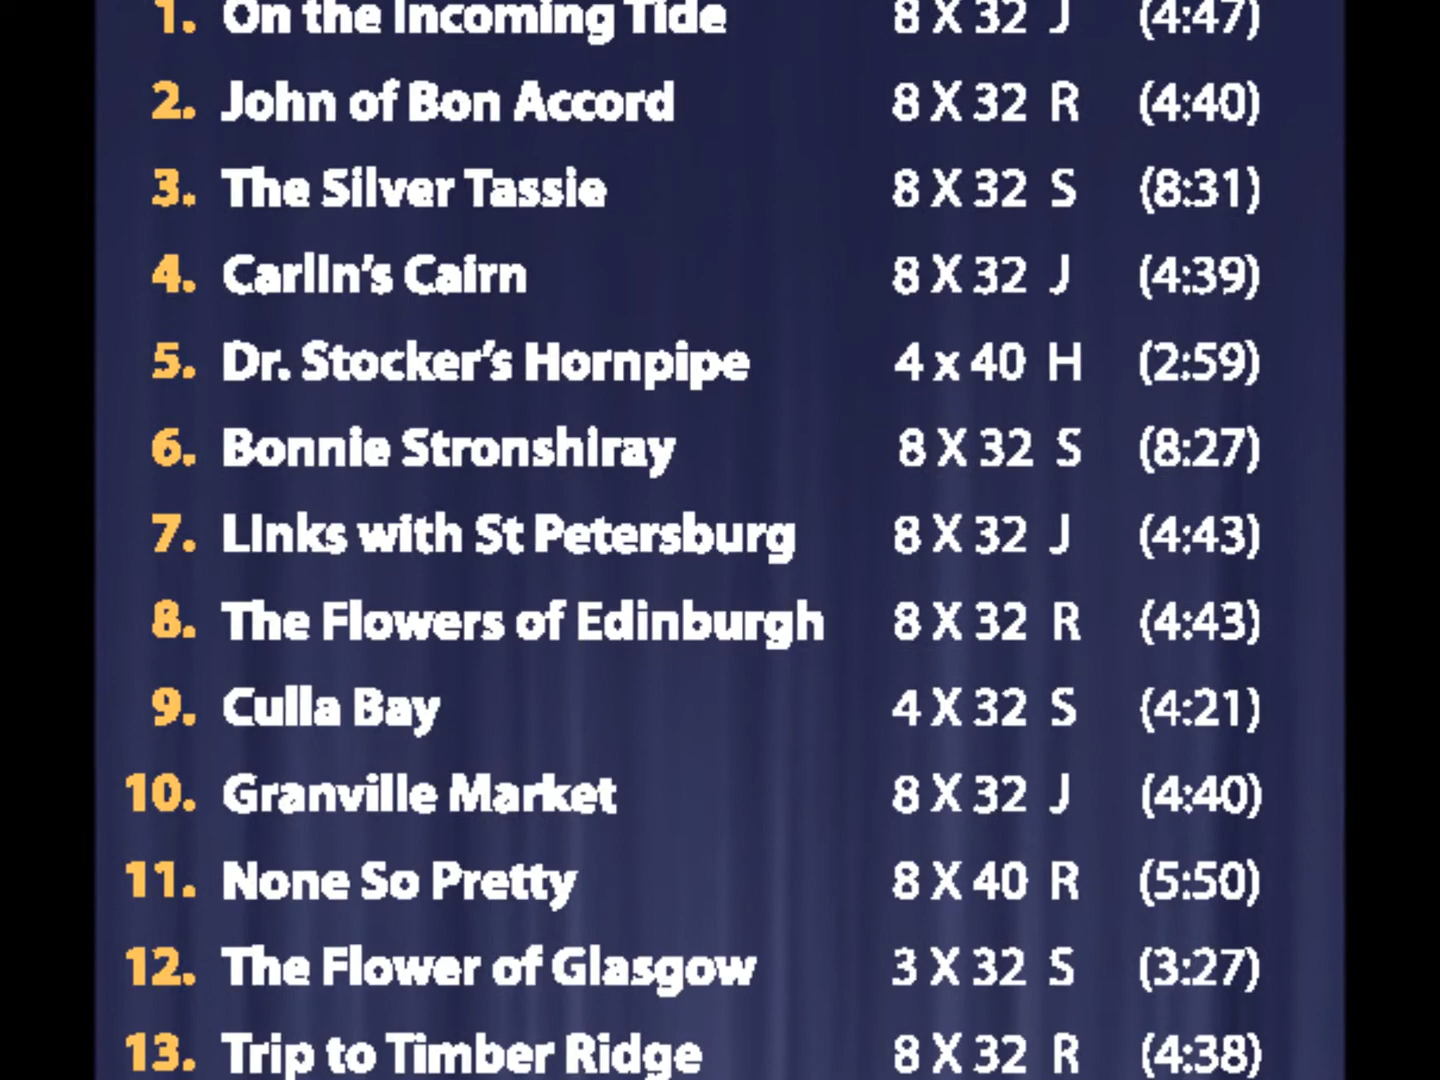 1. On the Incoming Tide 8 X 32 J (4:47)
2. John of Bon Accord 8 X 32 R (4:40)
3. The Silver Tassie 8 X 32 S (8:31)
4. Carlin's Cairn 8 X 32 J (4:39)
5. Dr. Stocker's Hornpipe 4 x 40 H (2:59)
6. Bonnie Stronshiray 8 X 32 S (8:27)
7. Links with St Petersburg 8 X 32 J (4:43)
8. The Flowers of Edinburgh 8 X 32 R (4:43)
9. Culla Bay 4 X 32 S (4:21)
10. Granville Market 8 X 32 J (4:40)
11. None So Pretty 8 X 40 R (5:50)
12. The Flower of Glasgow 3 X 32 S (3:27)
13. Trip to Timber Ridge 8 X 32 R (4:38)